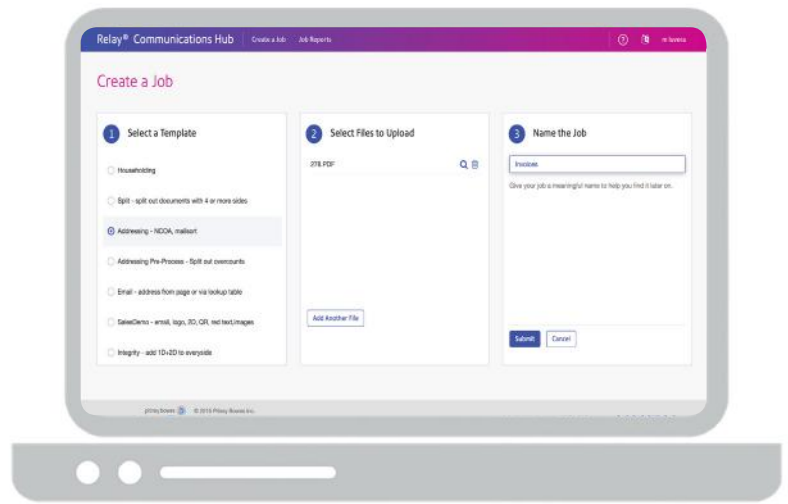 Relay® Communications Hub Create a Job Job Reports
Create a Job
1 Select a Template
Householding
Split - split out documents with 4 or more sides
Addressing - NCOA, mailsort
Addressing Pre-Process - Split out overcounts
Email - address from page or via lookup table
SalesDemo - email, logo, 2D, QR, red text,images
Integrity - add 1D+2D to everyside
2 Select Files to Upload
278.PDF
Add Another File
3 Name the Job
Invoices
Give your job a meaningful name to help you find it later on.
Submit Cancel
pitney bowes © 2015 Pitney Bowes Inc.